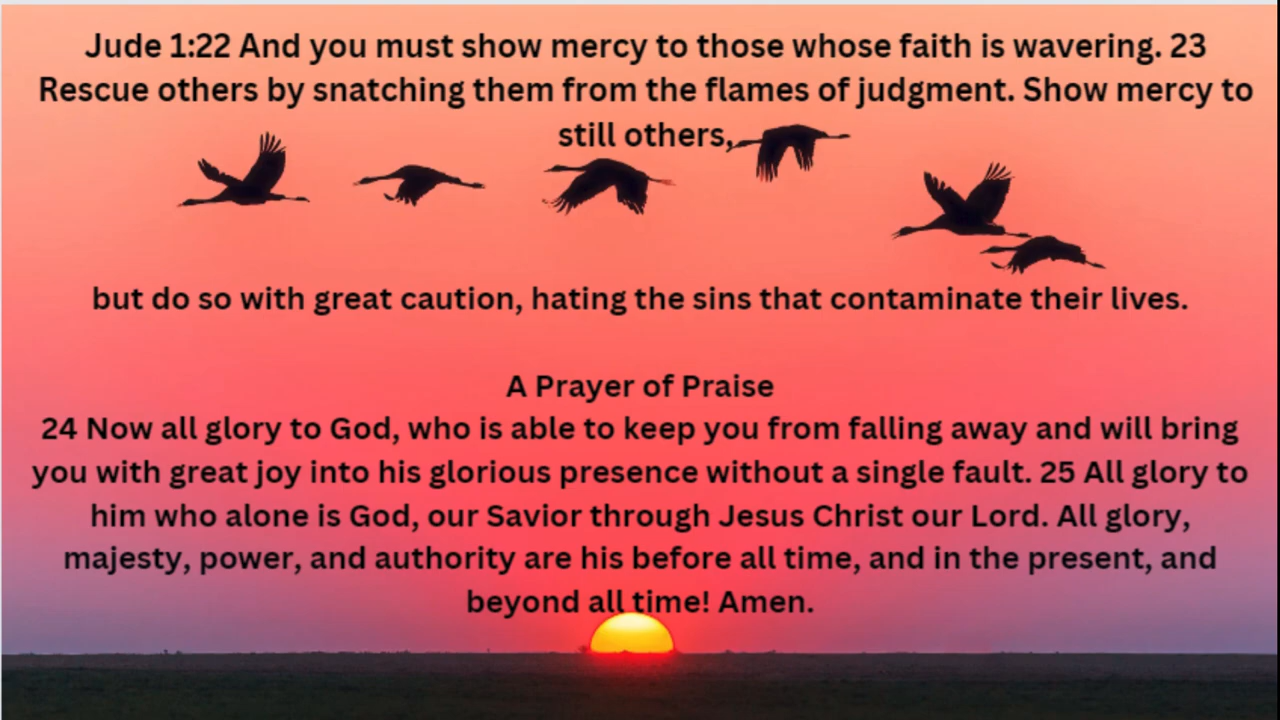 Jude 1:22 And you must show mercy to those whose faith is wavering. 23
Rescue others by snatching them from the flames of judgment. Show mercy to
still others,
but do so with great caution, hating the sins that contaminate their lives.
A Prayer of Praise
24 Now all glory to God, who is able to keep you from falling away and will bring
you with great joy into his glorious presence without a single fault. 25 All glory to
him who alone is God, our Savior through Jesus Christ our Lord. All glory,
majesty, power, and authority are his before all time, and in the present, and
beyond all time! Amen.